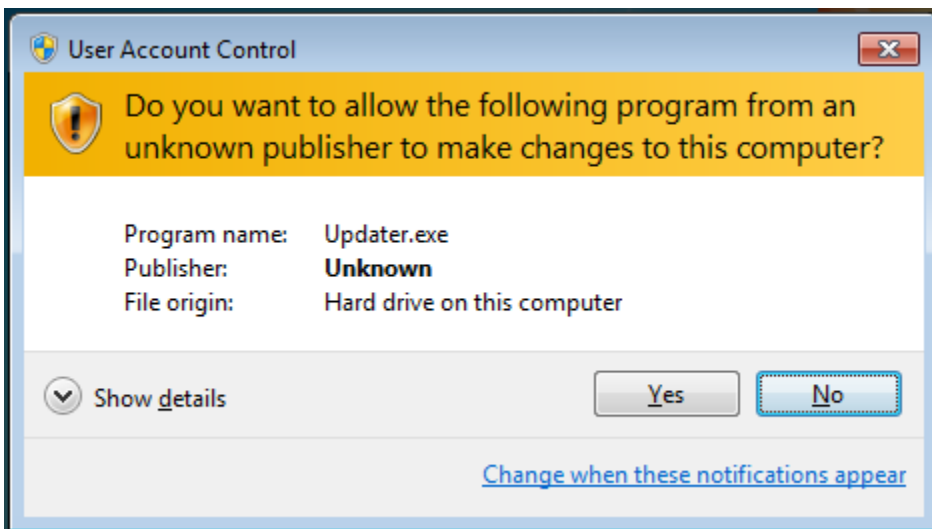 User Account Control
Do you want to allow the following program from an
unknown publisher to make changes to this computer?
Program name: Updater.exe
Publisher: Unknown
File origin: Hard drive on this computer
Show details
Yes
No
Change when these notifications appear